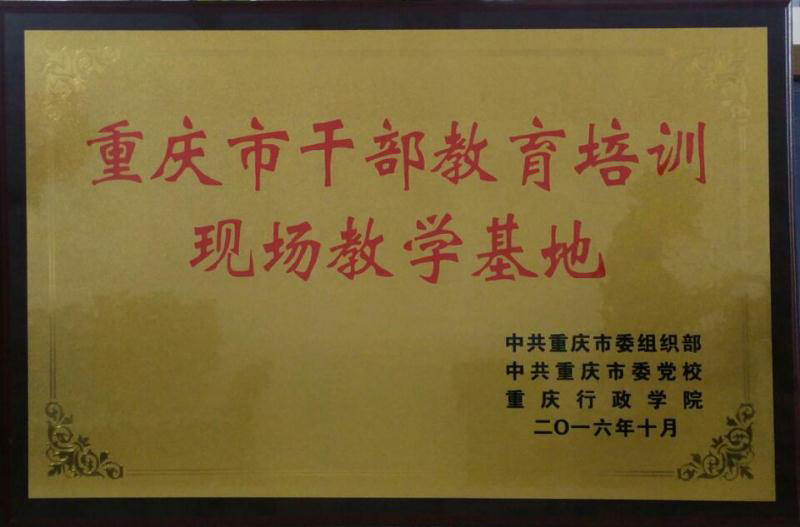 重庆市干部教育培训
现场教学基地
中共重庆市委组织部
中共重庆市委党校
重庆行政学院
二〇一六年十月